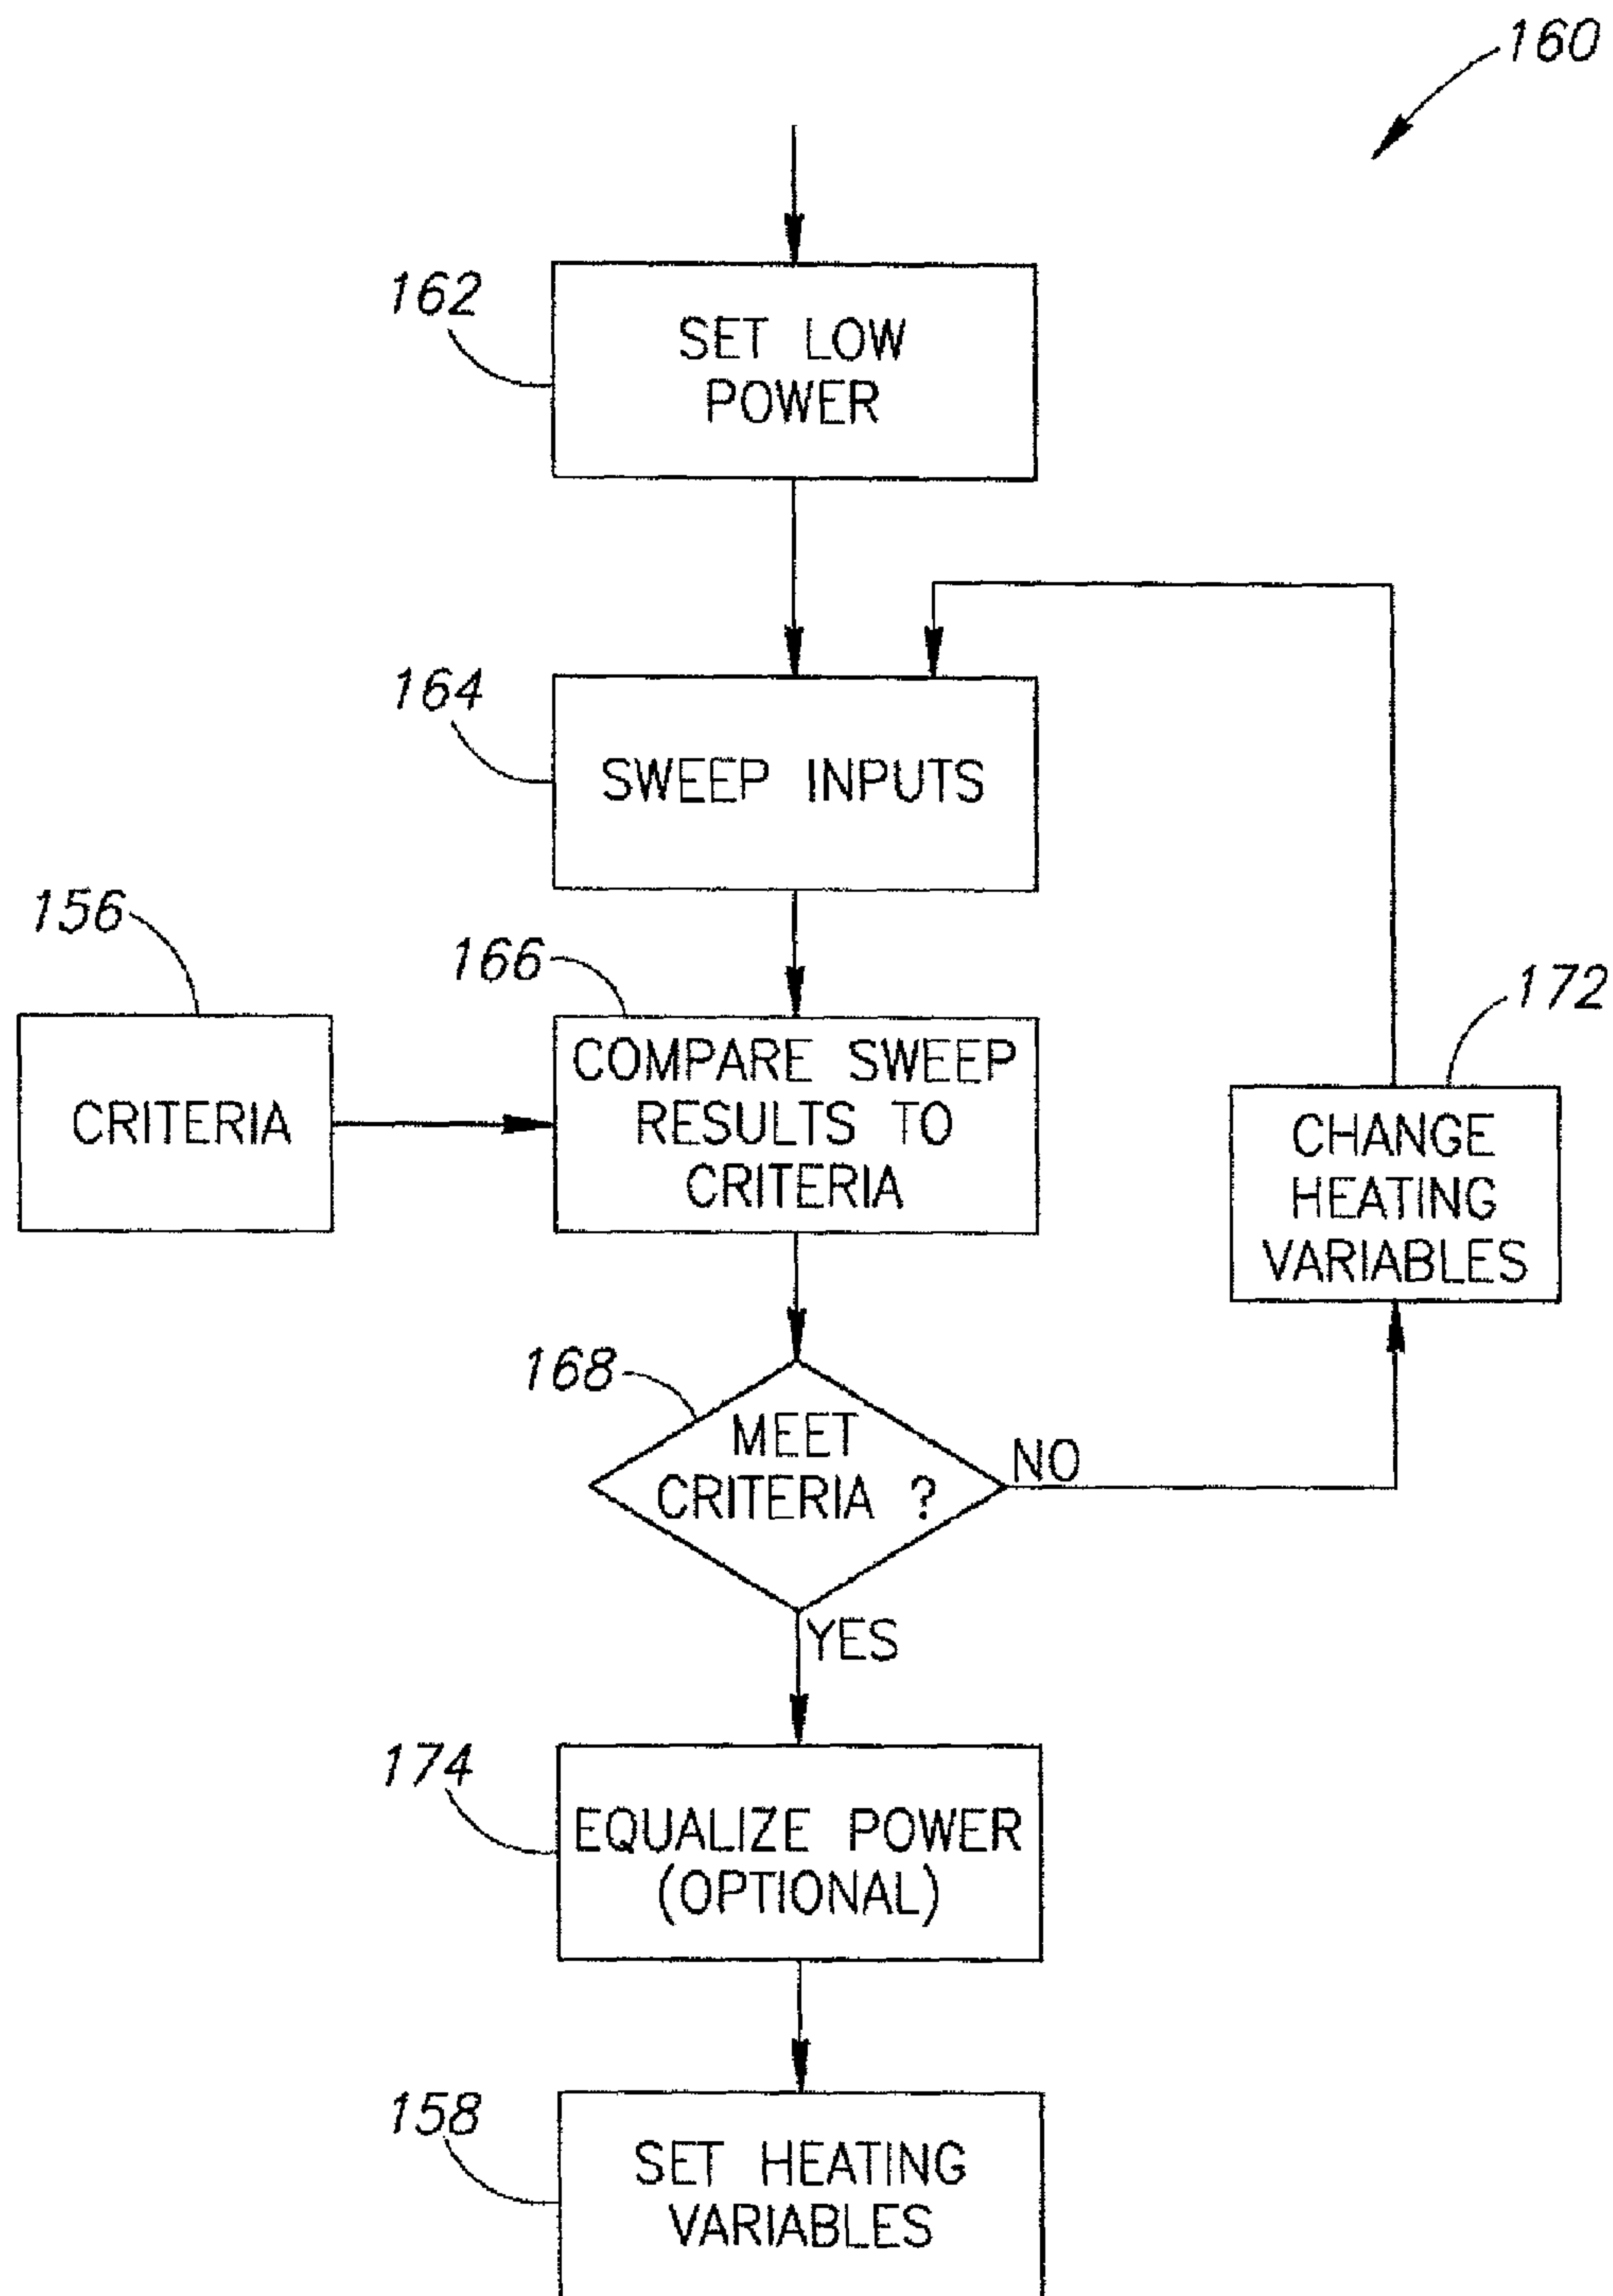 160
162
SET LOW
POWER
164
SWEEP INPUTS
156
166
172
CRITERIA
COMPARE SWEEP
RESULTS TO
CRITERIA
CHANGE
HEATING
VARIABLES
168
MEET
CRITERIA ?
NO
YES
174
EQUALIZE POWER
(OPTIONAL)
158
SET HEATING
VARIABLES